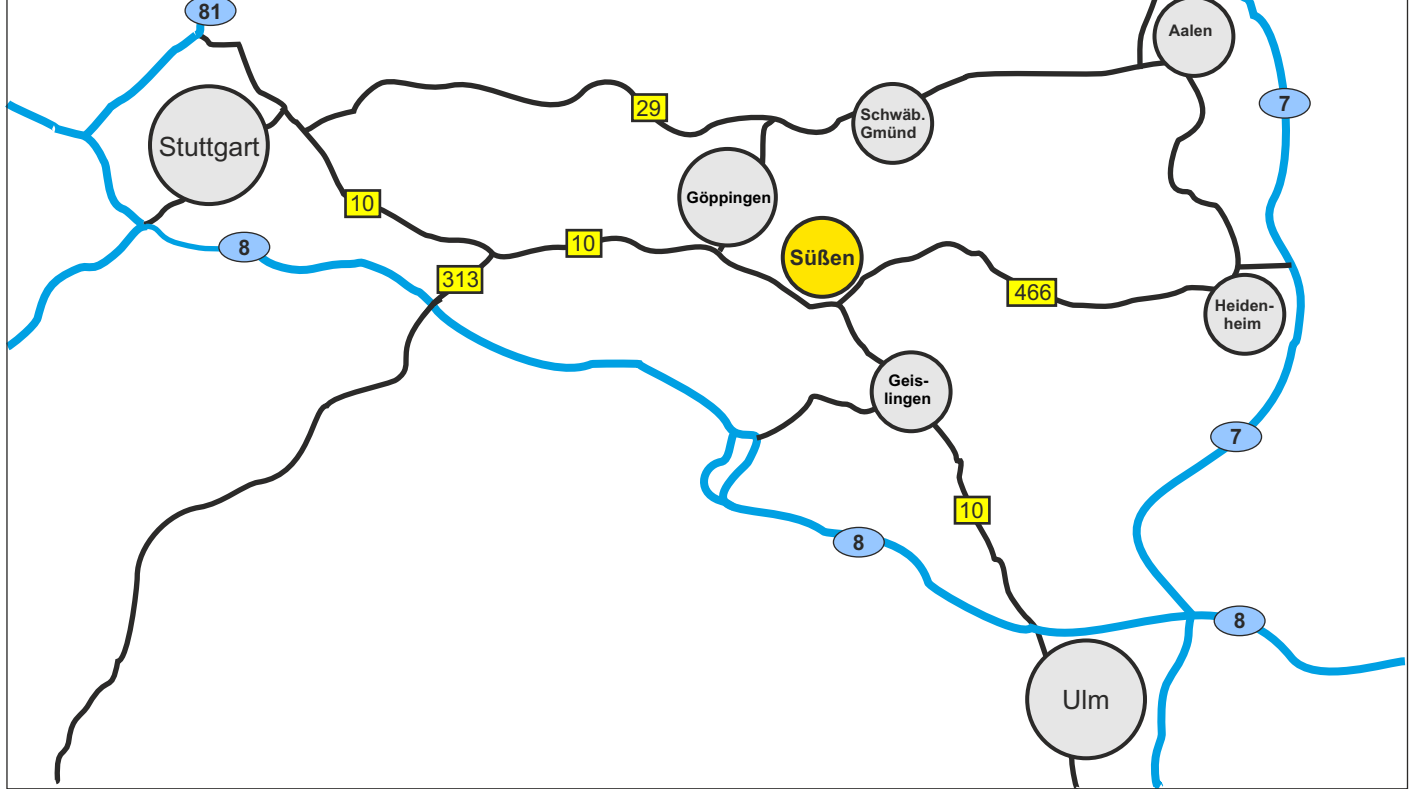 81
Aalen
7
29
Schwäb.
Gmünd
Stuttgart
Göppingen
10
8
10
Süßen
313
466
Heiden-
heim
Geis-
lingen
7
10
8
8
Ulm